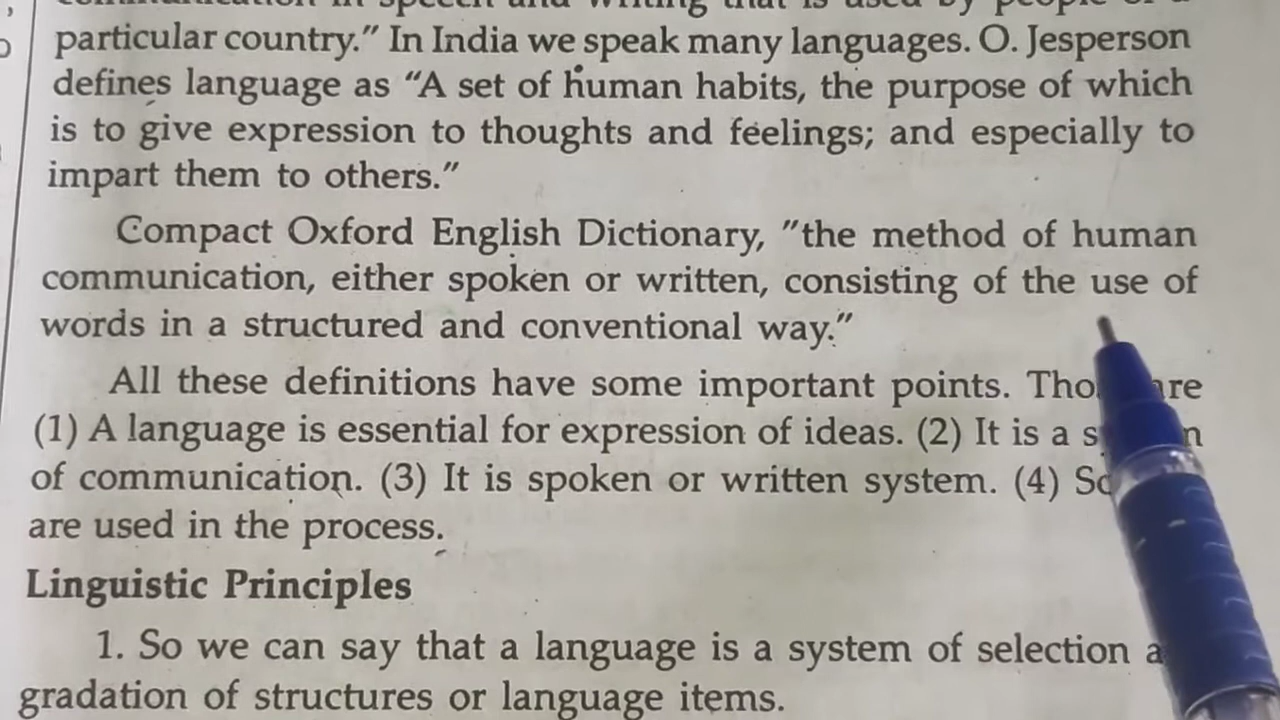 particular country." In India we speak many languages. O. Jesperson
defines language as "A set of human habits, the purpose of which
is to give expression to thoughts and feelings; and especially to
impart them to others."
Compact Oxford English Dictionary, "the method of human
communication, either spoken or written, consisting of the use of
words in a structured and conventional way."
All these definitions have some important points. are
(1) A language is essential for expression of ideas. (2) It is a
of communication. (3) It is spoken or written system. (4)
are used in the process.
Linguistic Principles
1. So we can say that a language is a system of selection
gradation of structures or language items.